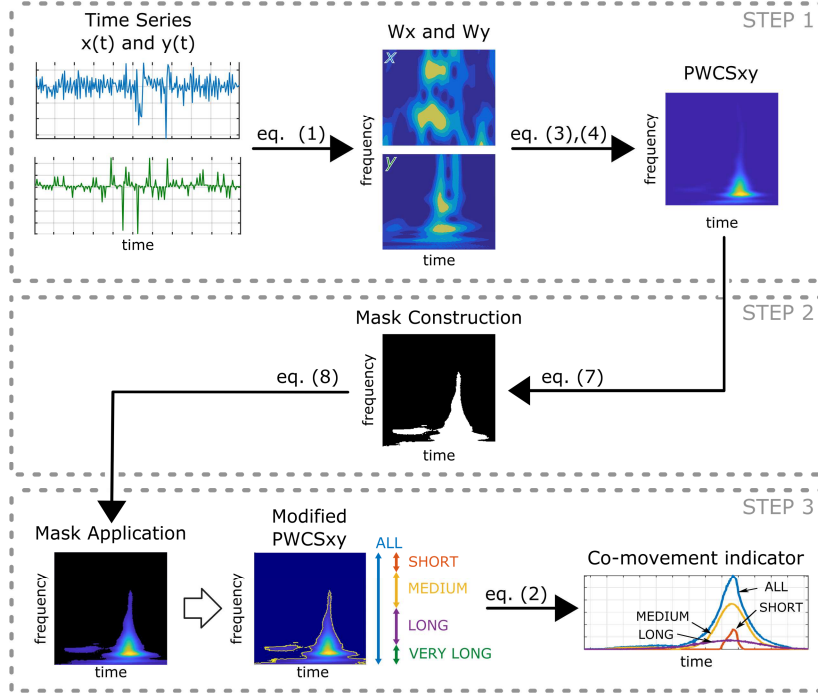 STEP 1
Time Series
x(t) and y(t)
time
eq. (1)
Wx and Wy
frequency
x
y
time
eq. (3),(4)
PWCSxy
frequency
time
STEP 2
Mask Construction
frequency
time
eq. (7)
eq. (8)
STEP 3
Mask Application
frequency
time
Modified
PWCSxy
frequency
time
ALL
SHORT
MEDIUM
LONG
VERY LONG
eq. (2)
Co-movement indicator
ALL
SHORT
MEDIUM
LONG
time